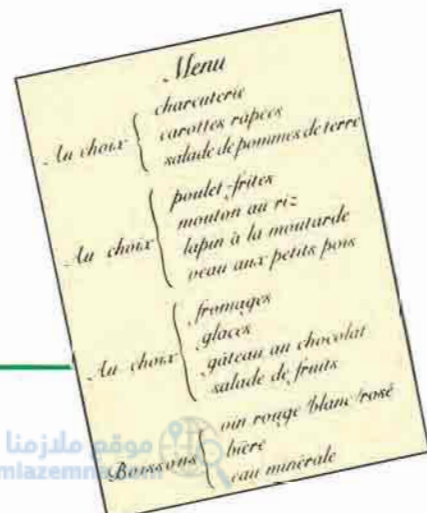 Menu
Au choix
charcuterie
carottes râpées
salade de pommes de terre
Au choix
poulet-frites
mouton au riz
lapin à la moutarde
veau aux petits pois
Au choix
fromages
glaces
gâteau au chocolat
salade de fruits
Boissons
vin rouge/blanc/rosé
bière
eau minérale
موقع ملازمنا